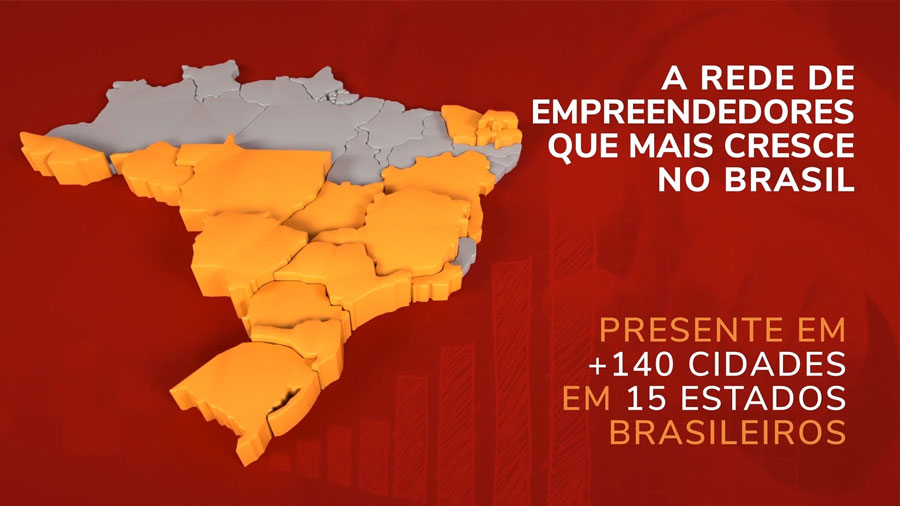 A REDE DE
EMPREENDEDORES
QUE MAIS CRESCE
NO BRASIL
PRESENTE EM
+140 CIDADES
EM 15 ESTADOS
BRASILEIROS